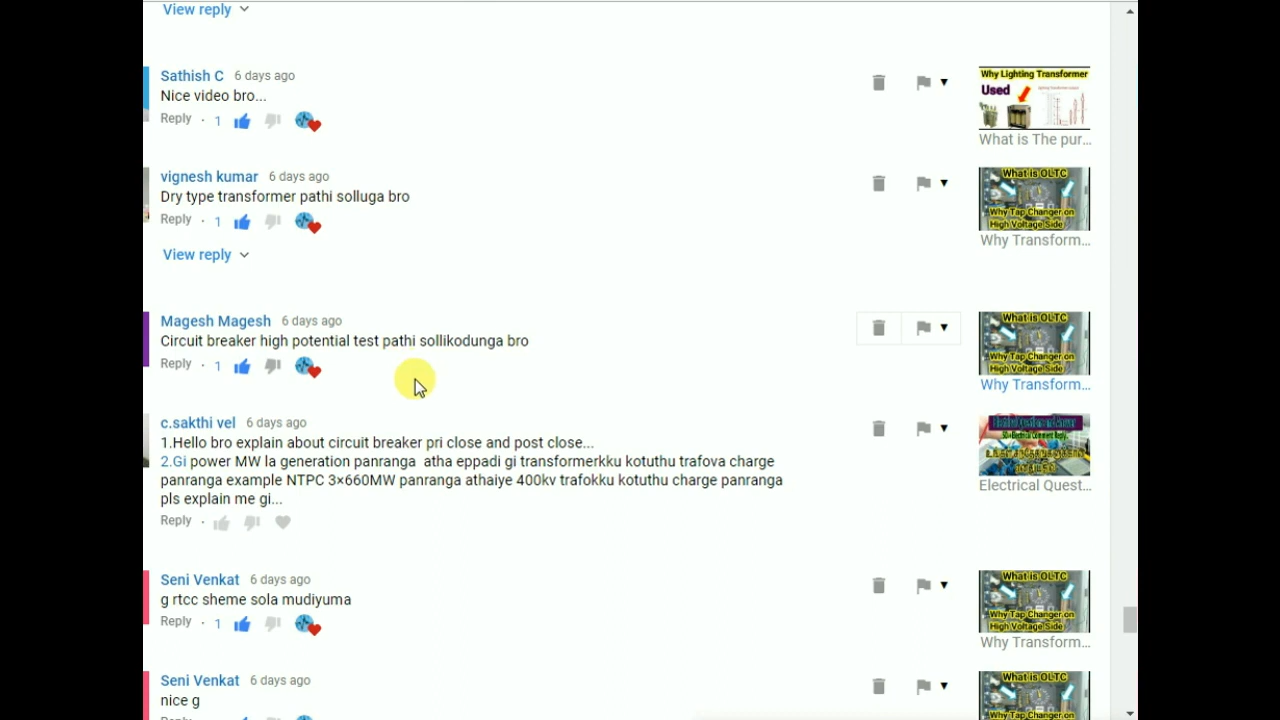 View reply
Sathish C 6 days ago
Nice video bro...
Reply · 1
Why Lighting Transformer
Used
What is The pur...
vignesh kumar 6 days ago
Dry type transformer pathi solluga bro
Reply · 1
View reply
What is OLTC
Why Tap Changer on
High Voltage Side
Why Transform...
Magesh Magesh 6 days ago
Circuit breaker high potential test pathi sollikodunga bro
Reply · 1
What is OLTC
Why Tap Changer on
High Voltage Side
Why Transform...
c.sakthi vel 6 days ago
1.Hello bro explain about circuit breaker pri close and post close...
2.Gi power MW la generation panranga atha eppadi gi transformerkku kotuthu trafova charge
panranga example NTPC 3×660MW panranga athaiye 400kv trafokku kotuthu charge panranga
pls explain me gi...
Reply ·
Electrical Quest...
Seni Venkat 6 days ago
g rtcc sheme sola mudiyuma
Reply · 1
What is OLTC
Why Tap Changer on
High Voltage Side
Why Transform...
Seni Venkat 6 days ago
nice g
What is OLTC
Why Tap Changer on